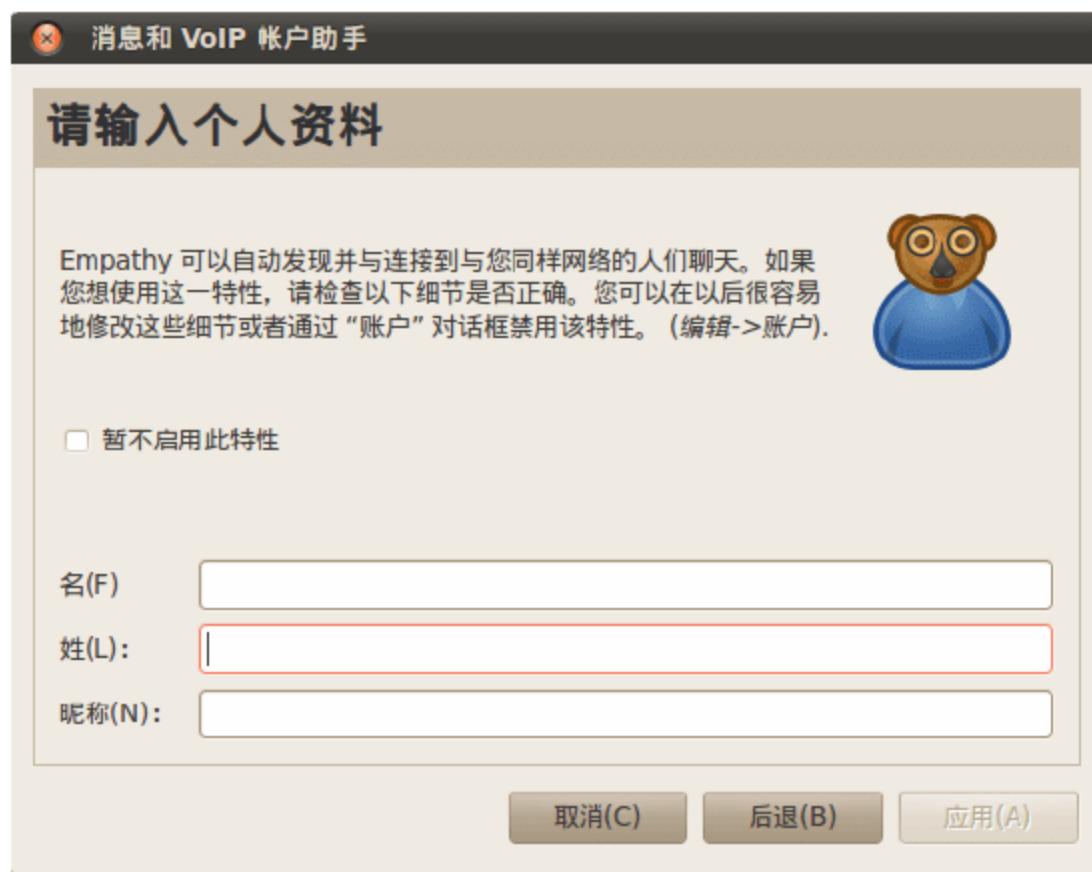 消息和 VoIP 帐户助手
请输入个人资料
Empathy 可以自动发现并与连接到与您同样网络的人们聊天。如果
您想使用这一特性，请检查以下细节是否正确。您可以在以后很容易
地修改这些细节或者通过 “账户” 对话框禁用该特性。 (编辑->账户).
暂不启用此特性
名(F)
姓(L)：
昵称(N)：
取消(C) 后退(B) 应用(A)